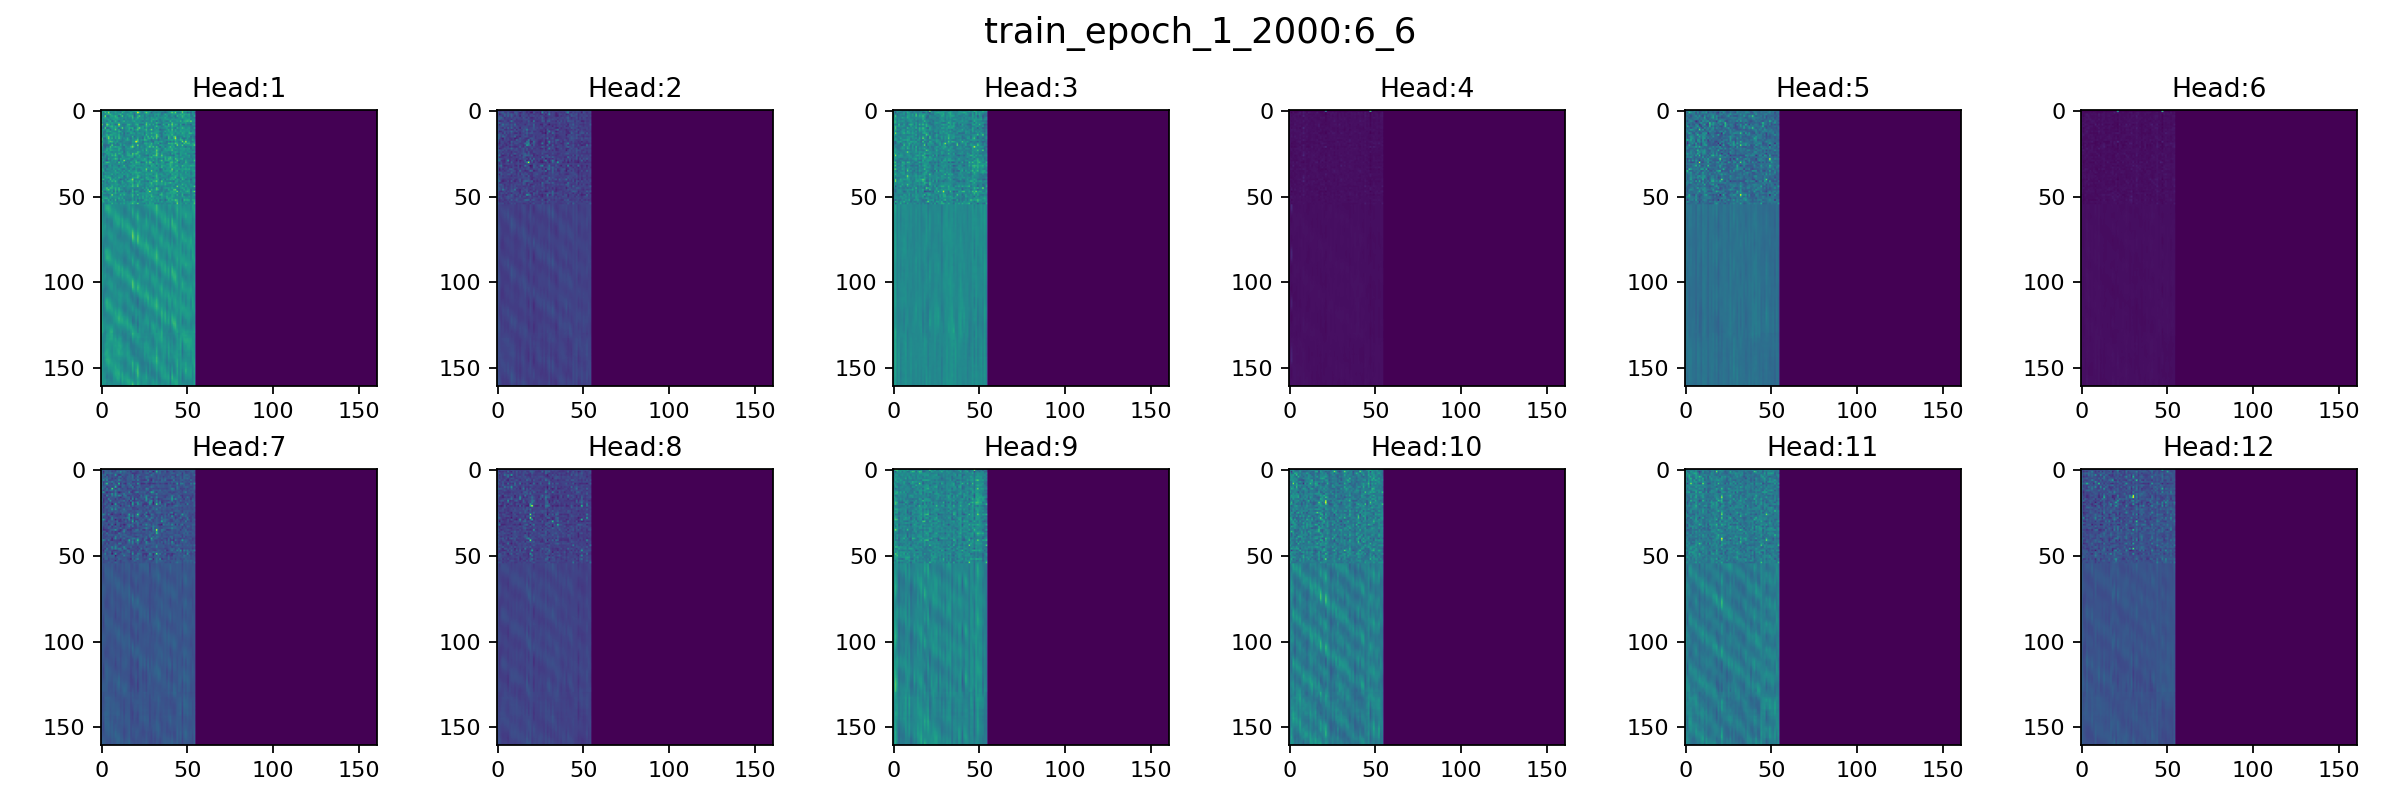 train_epoch_1_2000:6_6
Head:1 Head:2 Head:3 Head:4 Head:5 Head:6
0 0 0 0 0 0
50 50 50 50 50 50
100 100 100 100 100 100
150 150 150 150 150 150
0 50 100 150 0 50 100 150 0 50 100 150 0 50 100 150 0 50 100 150 0 50 100 150
Head:7 Head:8 Head:9 Head:10 Head:11 Head:12
0 0 0 0 0 0
50 50 50 50 50 50
100 100 100 100 100 100
150 150 150 150 150 150
0 50 100 150 0 50 100 150 0 50 100 150 0 50 100 150 0 50 100 150 0 50 100 150